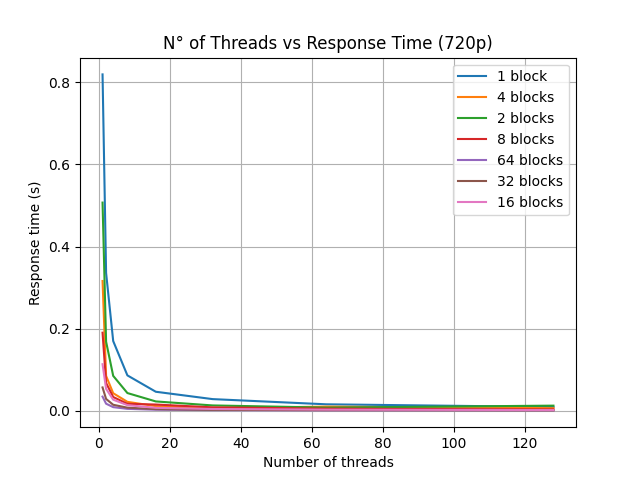 N° of Threads vs Response Time (720p)
Response time (s)
0.8
0.6
0.4
0.2
0.0
1 block
4 blocks
2 blocks
8 blocks
64 blocks
32 blocks
16 blocks
0 20 40 60 80 100 120
Number of threads